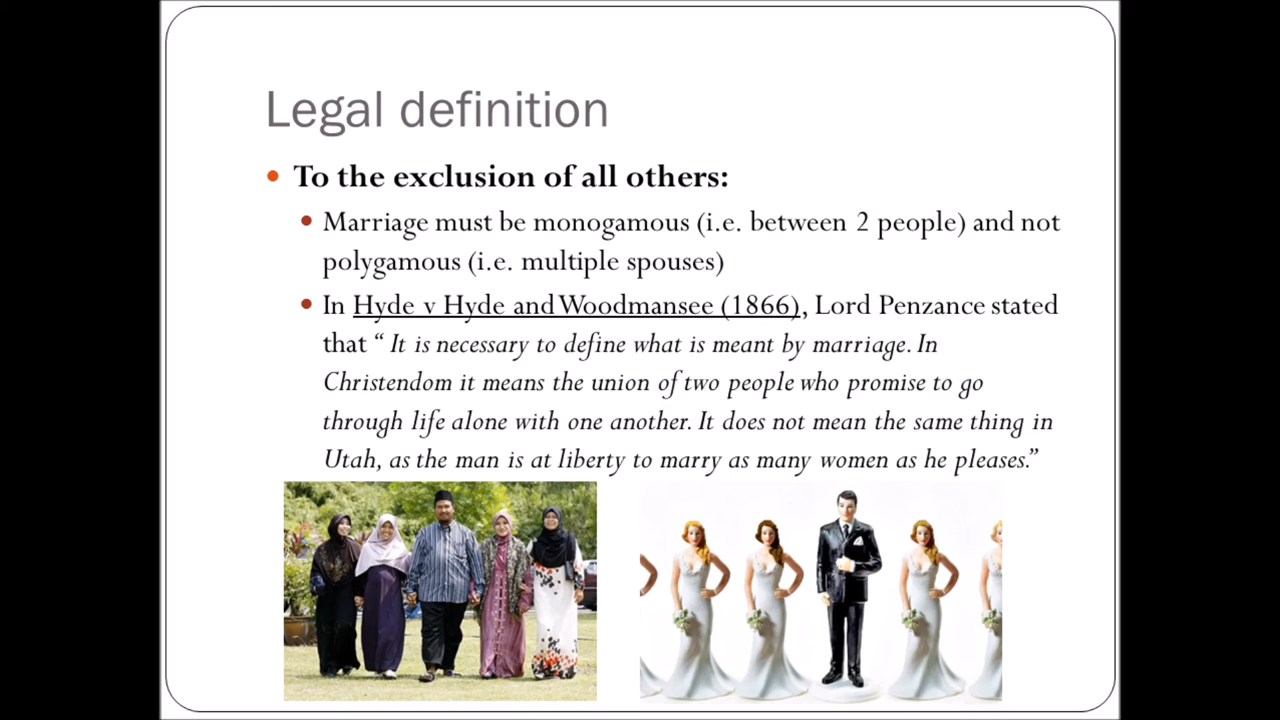 Legal definition
• To the exclusion of all others:
• Marriage must be monogamous (i.e. between 2 people) and not
polygamous (i.e. multiple spouses)
• In Hyde v Hyde and Woodmansee (1866), Lord Penzance stated
that “ It is necessary to define what is meant by marriage. In
Christendom it means the union of two people who promise to go
through life alone with one another. It does not mean the same thing in
Utah, as the man is at liberty to marry as many women as he pleases.”